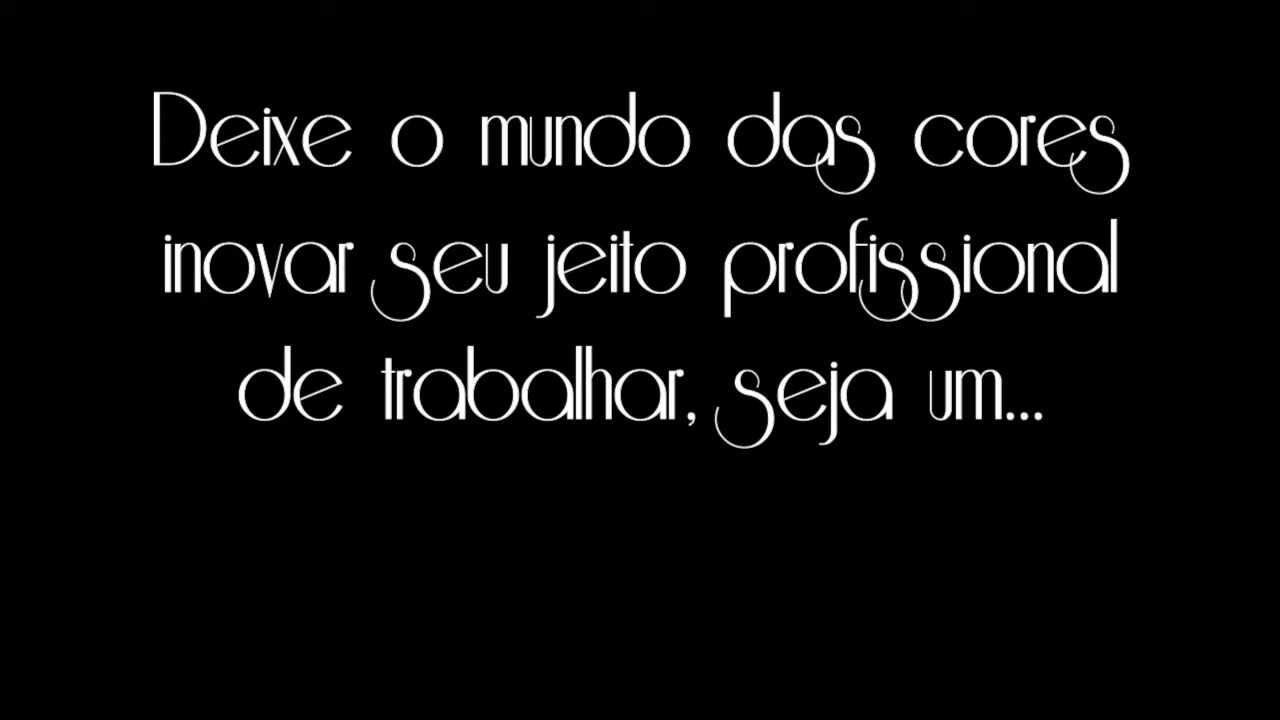 Deixe o mundo das cores
inovar seu jeito profissional
de trabalhar, seja um...